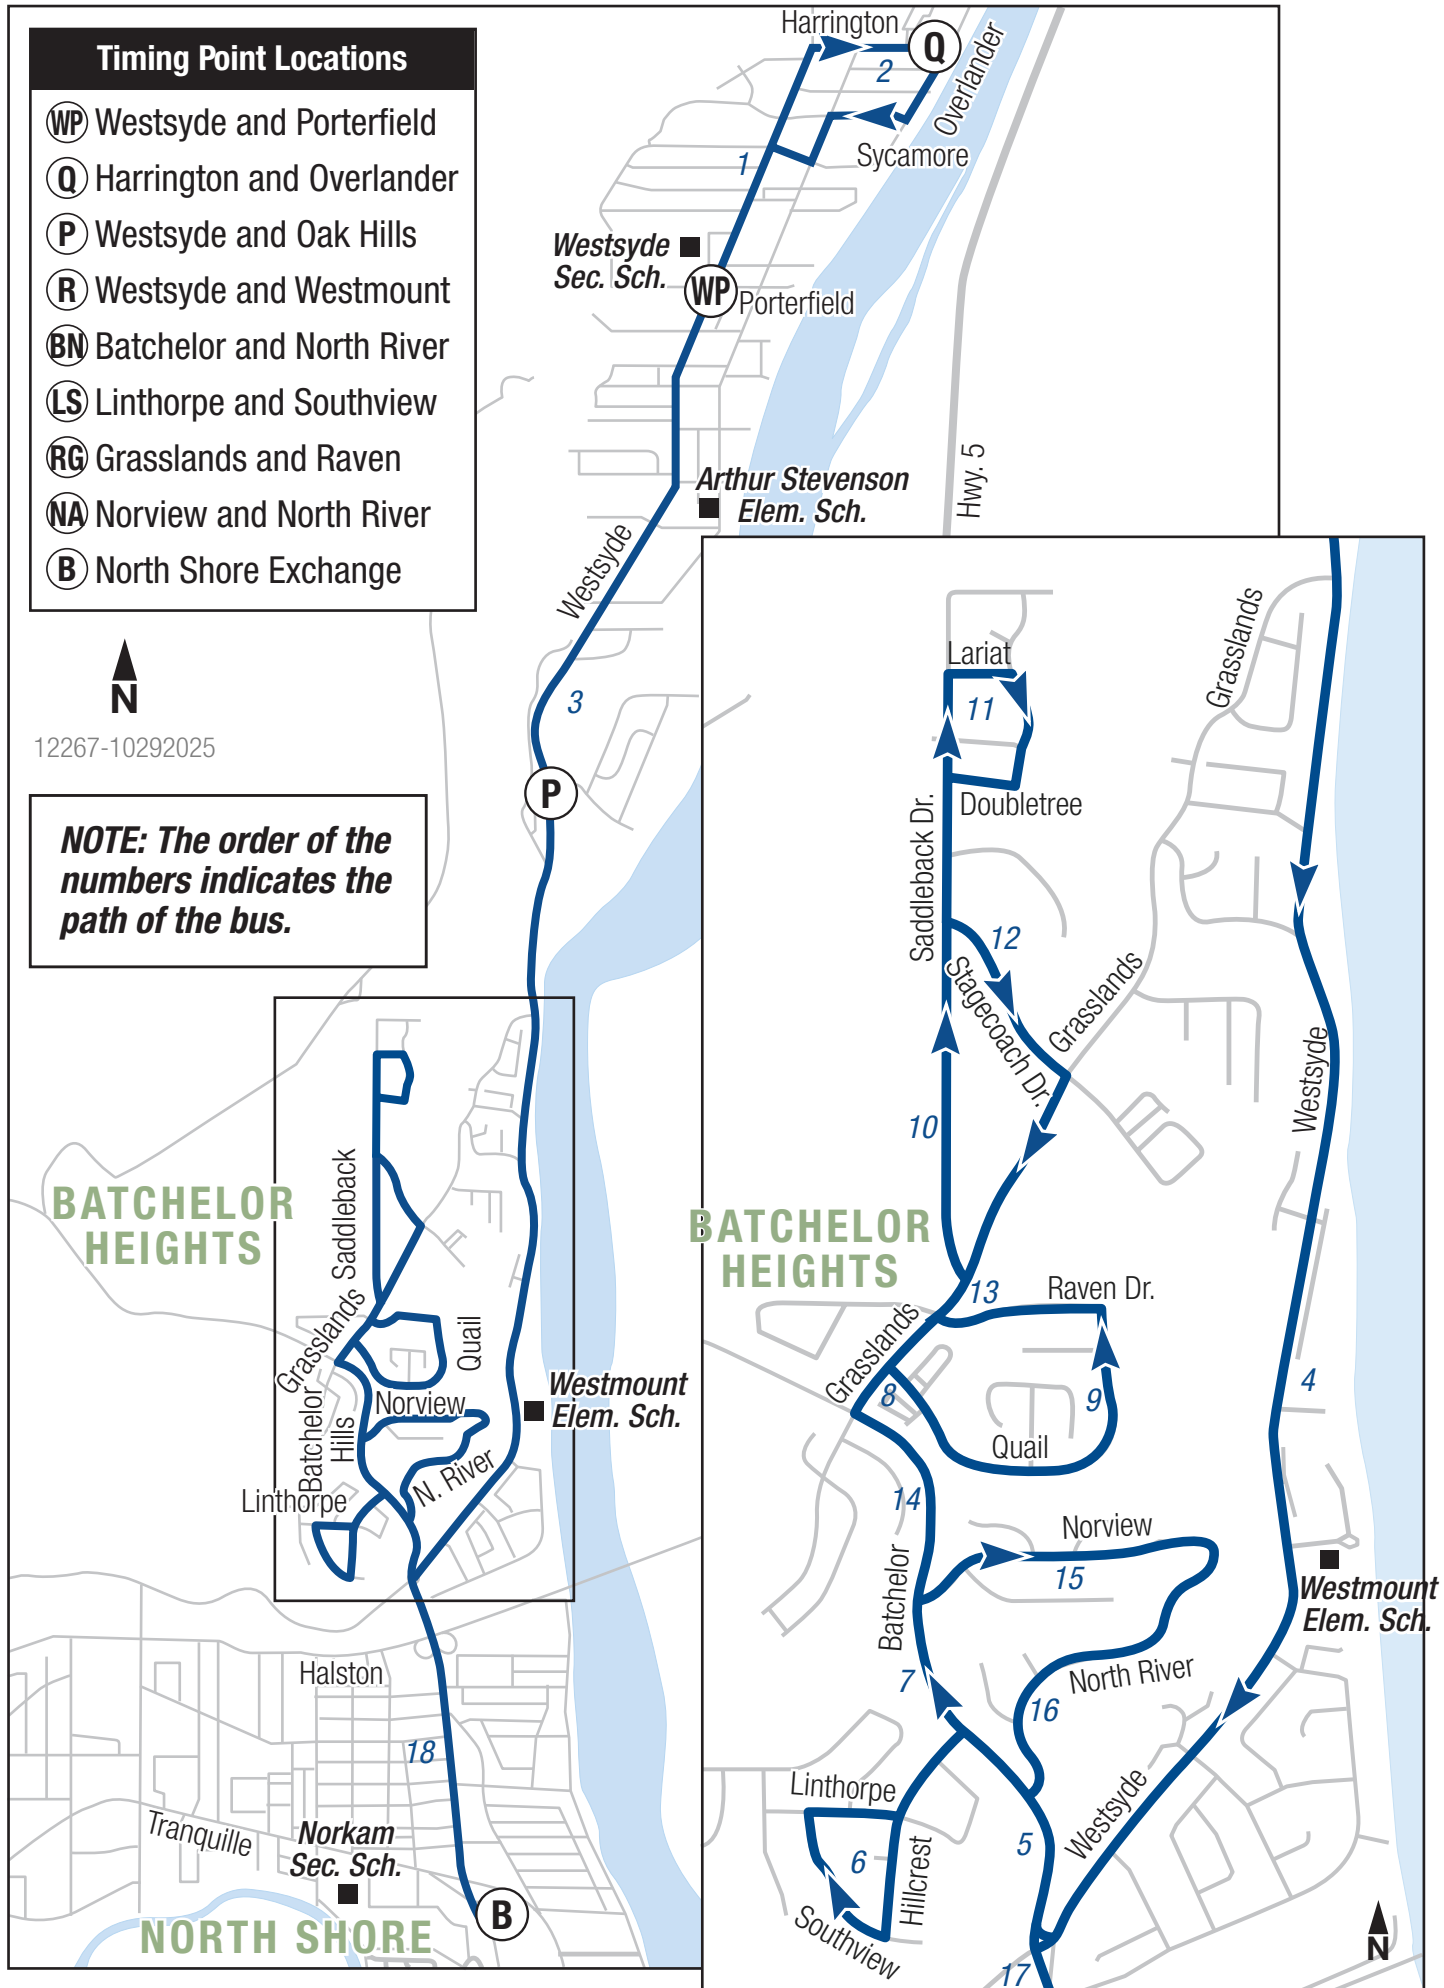 Timing Point Locations
WP Westsyde and Porterfield
Q Harrington and Overlander
P Westsyde and Oak Hills
R Westsyde and Westmount
BN Batchelor and North River
LS Linthorpe and Southview
RG Grasslands and Raven
NA Norview and North River
B North Shore Exchange
N
12267-10292025
NOTE: The order of the
numbers indicates the
path of the bus.
Harrington
Q
2
Overlander
Sycamore
1
Westsyde
Sec. Sch.
WP
Porterfield
Hwy. 5
Arthur Stevenson
Elem. Sch.
Westsyde
3
P
BATCHELOR
HEIGHTS
Saddleback
Grasslands
Quail
Batchelor
Hills
Norview
Westmount
Elem. Sch.
N. River
Linthorpe
Halston
18
Tranquille
Norkam
Sec. Sch.
B
NORTH SHORE
Grasslands
Lariat
11
Doubletree
Saddleback Dr.
12
Stagecoach Dr.
Grasslands
Westsyde
10
BATCHELOR
HEIGHTS
13
Raven Dr.
Grasslands
8
9
4
Quail
14
Norview
15
Batchelor
Westmount
Elem. Sch.
7
North River
16
Linthorpe
Westsyde
5
6
Hillcrest
Southview
17
N